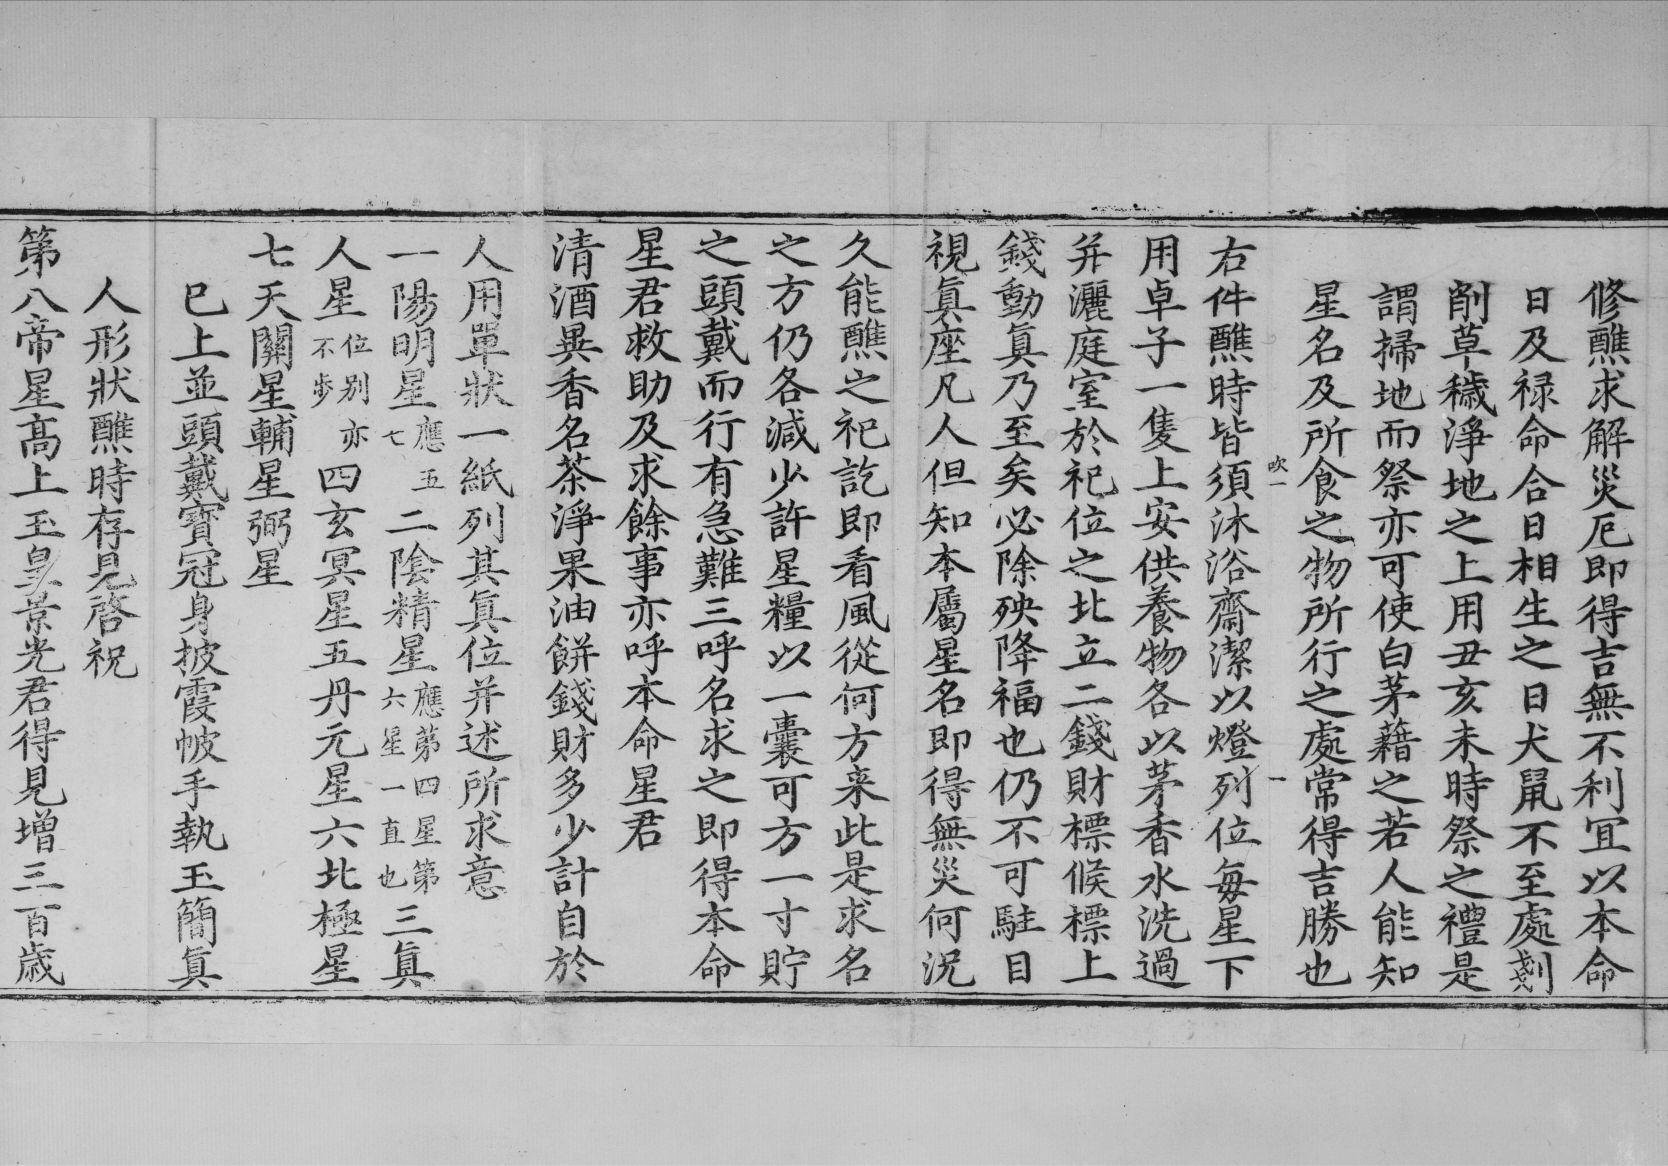 修醮求解災厄即得吉無不利冝以本命
日及禄命合日相生之日犬鼠不至處剗
削草穢淨地之上用丑亥未時祭之禮是
謂掃地而祭亦可使白茅藉之若人能知
星名及所食之物所行之處常得吉勝也
吹一
右件醮時皆須沐浴齋潔以燈列位每星下
用卓子一隻上安供養物各以茅香水洗過
并灑庭室於祀位之北立二錢財標候標上
錢動眞乃至矣必除殃降福也仍不可駐目
視眞座凡人但知本屬星名即得無災何況
久能醮之祀訖即看風從何方来此是求名
之方仍各減少許星糧以一囊可方一寸貯
之頭戴而行有急難三呼名求之即得本命
星君救助及求餘事亦呼本命星君
清酒異香名茶淨果油餅錢財多少計自於
人用單狀一紙列其眞位并述所求意
一陽明星應五七二陰精星應苐四星第六星一直也三眞
人星位别亦不步四玄冥星五丹元星六北極星
七天關星輔星弼星
巳上並頭戴寶冠身披霞帔手執玉簡眞
人形狀醮時存見啓祝
第八帝星高上玉皇景光君得見増三百歳